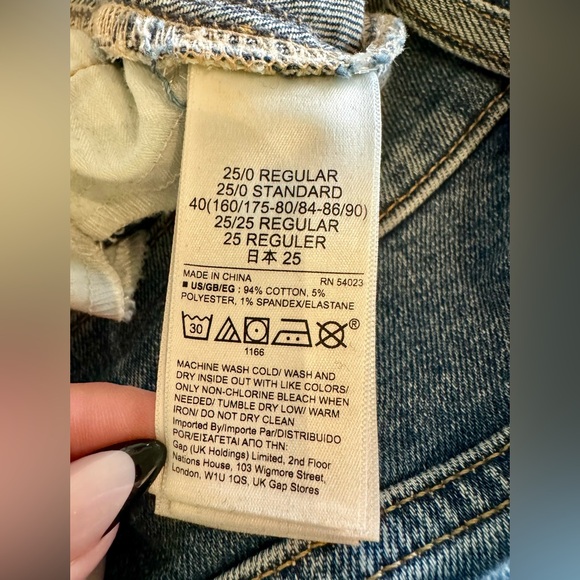 25/0 REGULAR
25/0 STANDARD
40(160/175-80/84-86/90)
25/25 REGULAR
25 REGULER
日本 25
MADE IN CHINA RN 54023
■ US/GB/EG: 94% COTTON, 5%
POLYESTER, 1% SPANDEX/ELASTANE
30 ®
1166
MACHINE WASH COLD/ WASH AND
DRY INSIDE OUT WITH LIKE COLORS/
ONLY NON-CHLORINE BLEACH WHEN
NEEDED/ TUMBLE DRY LOW/ WARM
IRON/ DO NOT DRY CLEAN
Imported By/Importe Par/DISTRIBUIDO
POR/ΕΙΣΑΓΕΤΑΙ ΑΠΟ ΤΗΝ:
Gap (UK Holdings) Limited, 2nd Floor
Nations House, 103 Wigmore Street,
London, W1U 1QS, UK Gap Stores